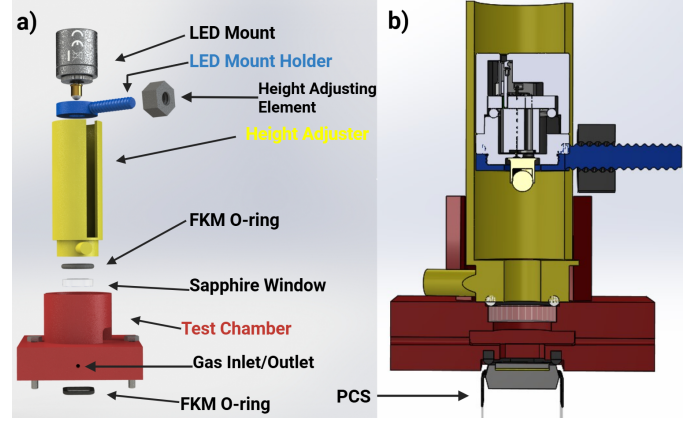 a)
LED Mount
LED Mount Holder
Height Adjusting
Element
Height Adjuster
FKM O-ring
Sapphire Window
Test Chamber
Gas Inlet/Outlet
FKM O-ring
b)
PCS
CE